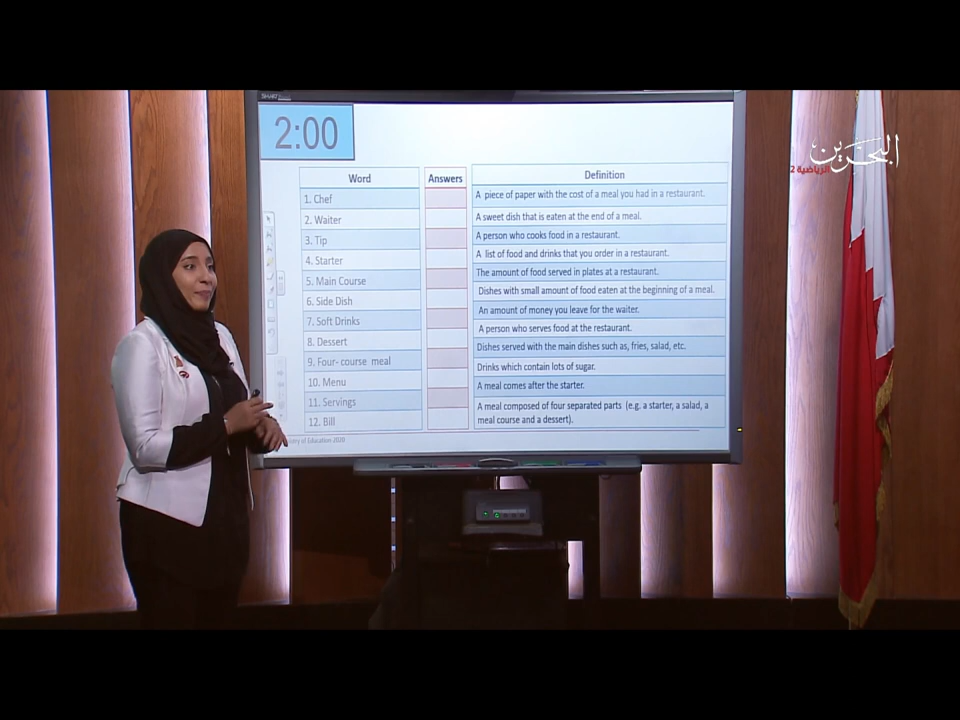 SMART
2:00
البحرين
الرياضية 2
Word Answers Definition
1. Chef
2. Waiter
3. Tip
4. Starter
5. Main Course
6. Side Dish
7. Soft Drinks
8. Dessert
9. Four- course meal
10. Menu
11. Servings
12. Bill
A piece of paper with the cost of a meal you had in a restaurant.
A sweet dish that is eaten at the end of a meal.
A person who cooks food in a restaurant.
A list of food and drinks that you order in a restaurant.
The amount of food served in plates at a restaurant.
Dishes with small amount of food eaten at the beginning of a meal.
An amount of money you leave for the waiter.
A person who serves food at the restaurant.
Dishes served with the main dishes such as, fries, salad, etc.
Drinks which contain lots of sugar.
A meal comes after the starter.
A meal composed of four separated parts (e.g. a starter, a salad, a
meal course and a dessert).
of Education 2020